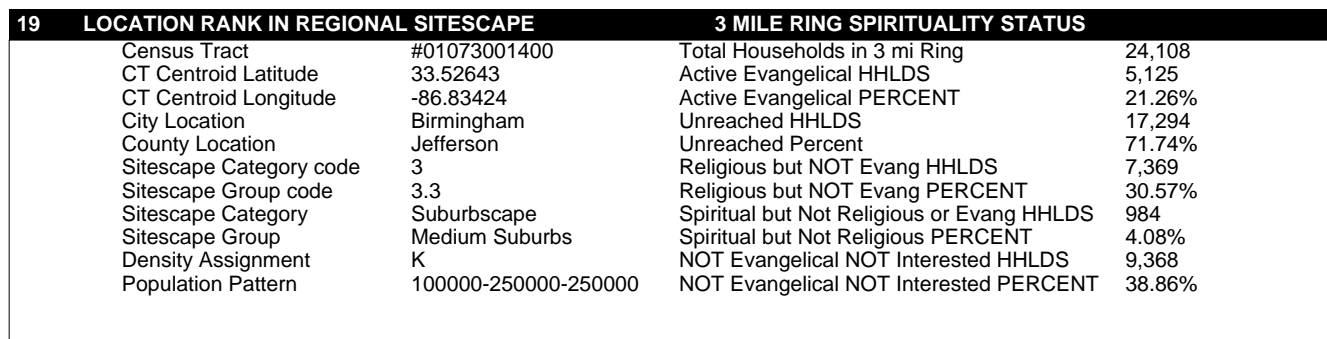 19 LOCATION RANK IN REGIONAL SITESCAPE 3 MILE RING SPIRITUALITY STATUS
Census Tract #01073001400 Total Households in 3 mi Ring 24,108
CT Centroid Latitude 33.52643 Active Evangelical HHLDS 5,125
CT Centroid Longitude -86.83424 Active Evangelical PERCENT 21.26%
City Location Birmingham Unreached HHLDS 17,294
County Location Jefferson Unreached Percent 71.74%
Sitescape Category code 3 Religious but NOT Evang HHLDS 7,369
Sitescape Group code 3.3 Religious but NOT Evang PERCENT 30.57%
Sitescape Category Suburbscape Spiritual but Not Religious or Evang HHLDS 984
Sitescape Group Medium Suburbs Spiritual but Not Religious PERCENT 4.08%
Density Assignment K NOT Evangelical NOT Interested HHLDS 9,368
Population Pattern 100000-250000-250000 NOT Evangelical NOT Interested PERCENT 38.86%